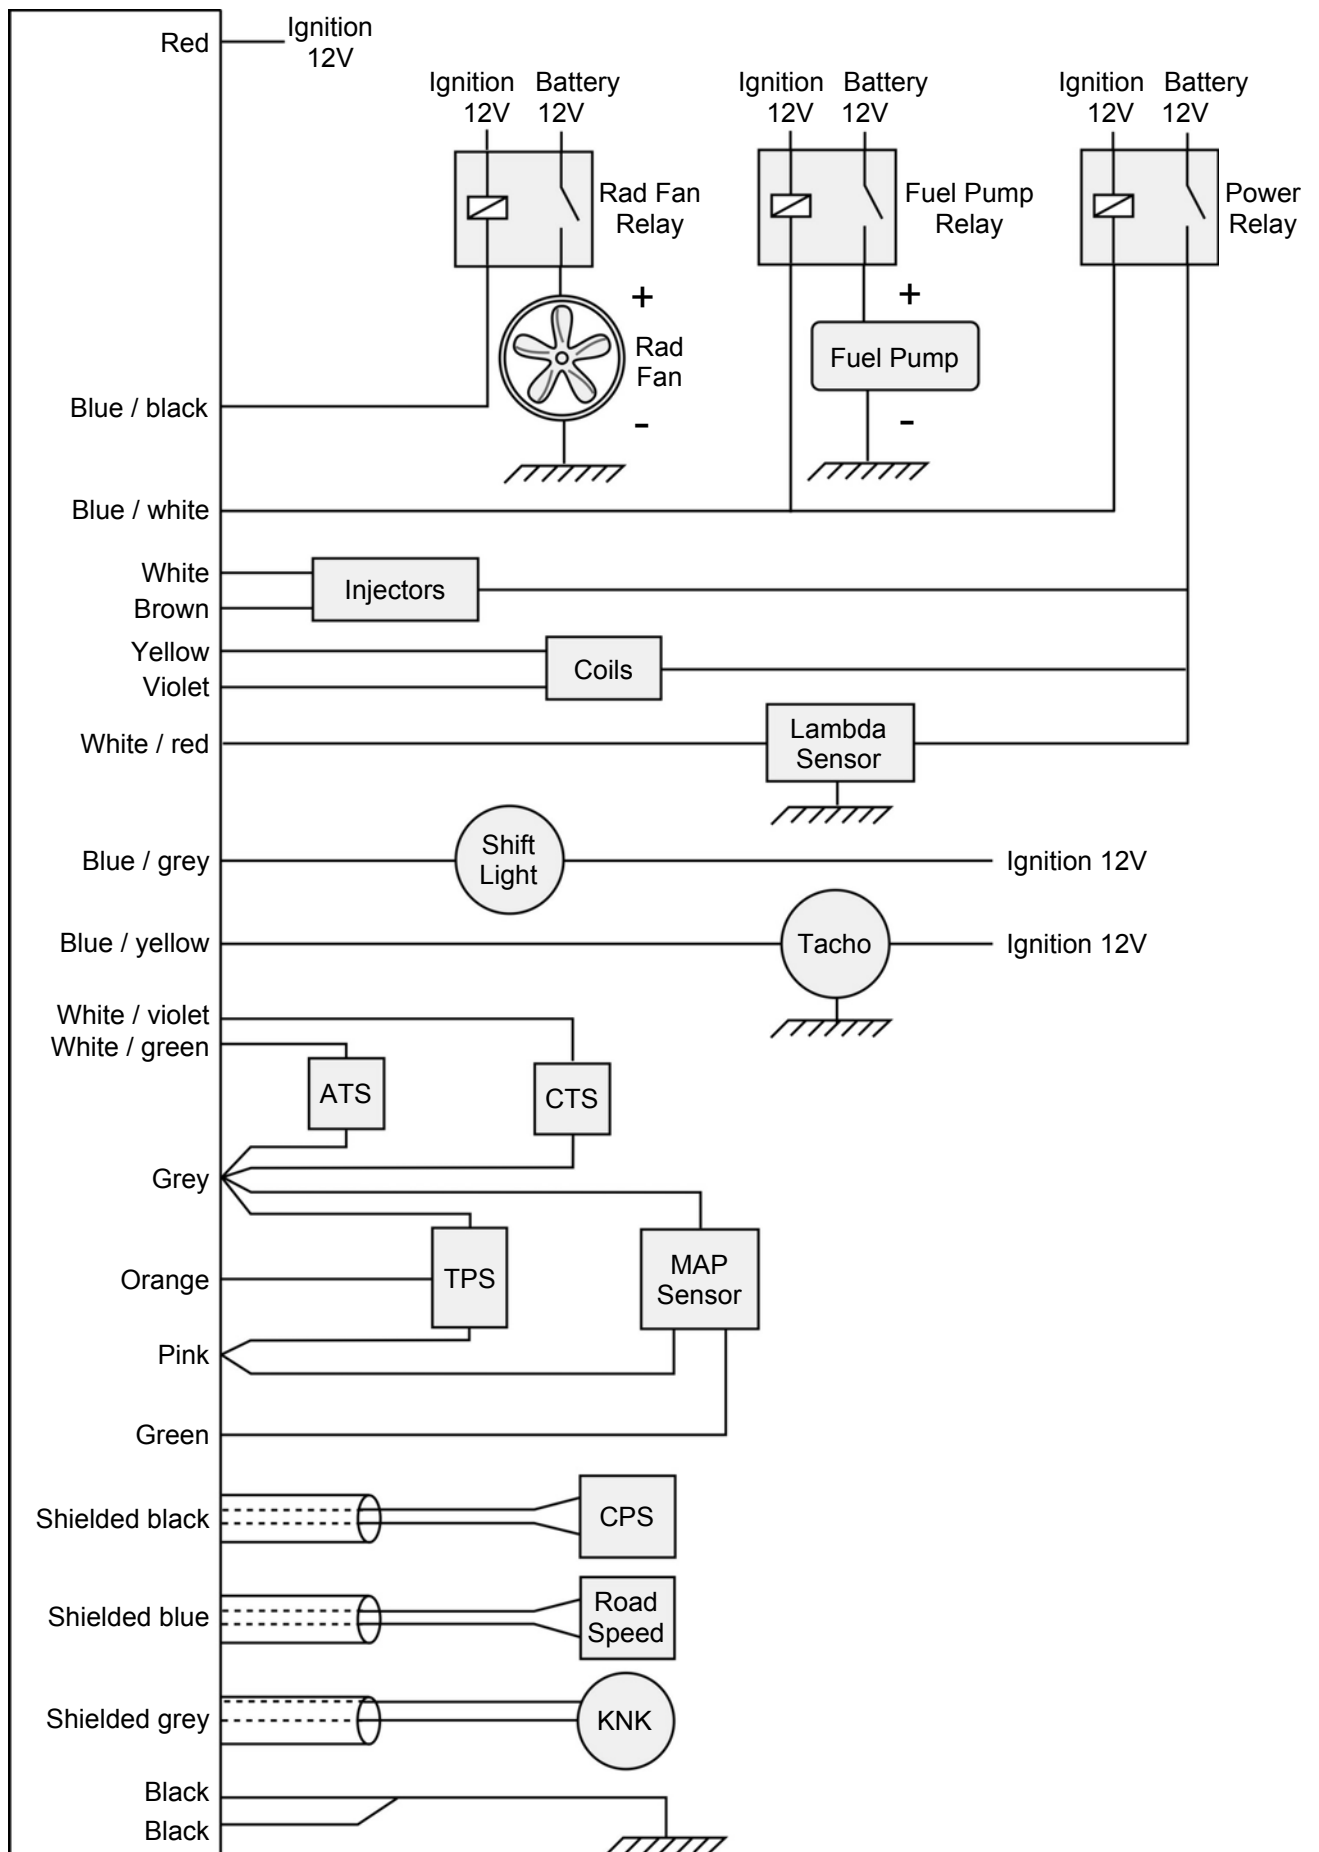 Red
Ignition
12V
Ignition Battery
12V 12V
Ignition Battery
12V 12V
Ignition Battery
12V 12V
Rad Fan
Relay
Fuel Pump
Relay
Power
Relay
+
+
Rad
Fan
Fuel Pump
-
-
Blue / black
Blue / white
White
Brown
Injectors
Yellow
Violet
Coils
White / red
Lambda
Sensor
Blue / grey
Shift
Light
Ignition 12V
Blue / yellow
Tacho
Ignition 12V
White / violet
White / green
ATS
CTS
Grey
Orange
TPS
MAP
Sensor
Pink
Green
Shielded black
CPS
Shielded blue
Road
Speed
Shielded grey
KNK
Black
Black